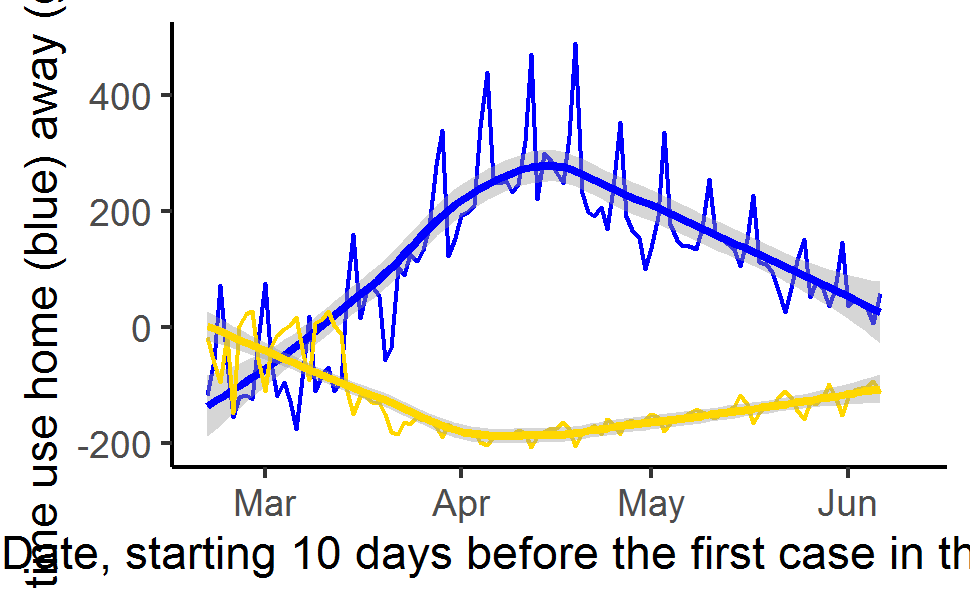 time use home (blue) away (
400
200
0
-200
Mar Apr May Jun
Date, starting 10 days before the first case in th